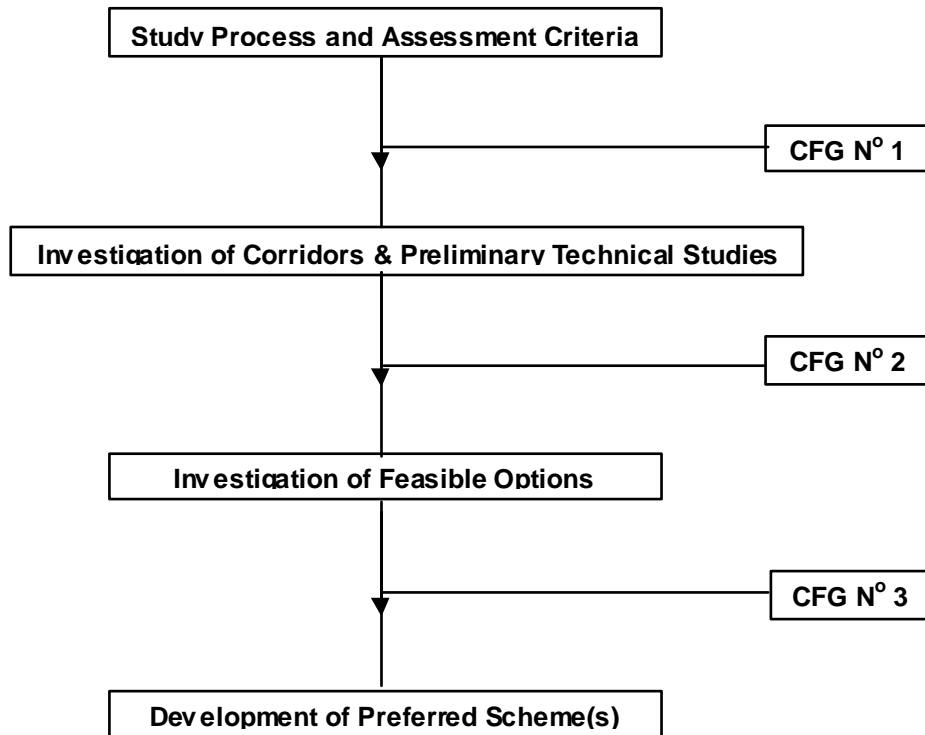 Study Process and Assessment Criteria
CFG Nº 1
Investigation of Corridors & Preliminary Technical Studies
CFG Nº 2
Investigation of Feasible Options
CFG Nº 3
Development of Preferred Scheme(s)